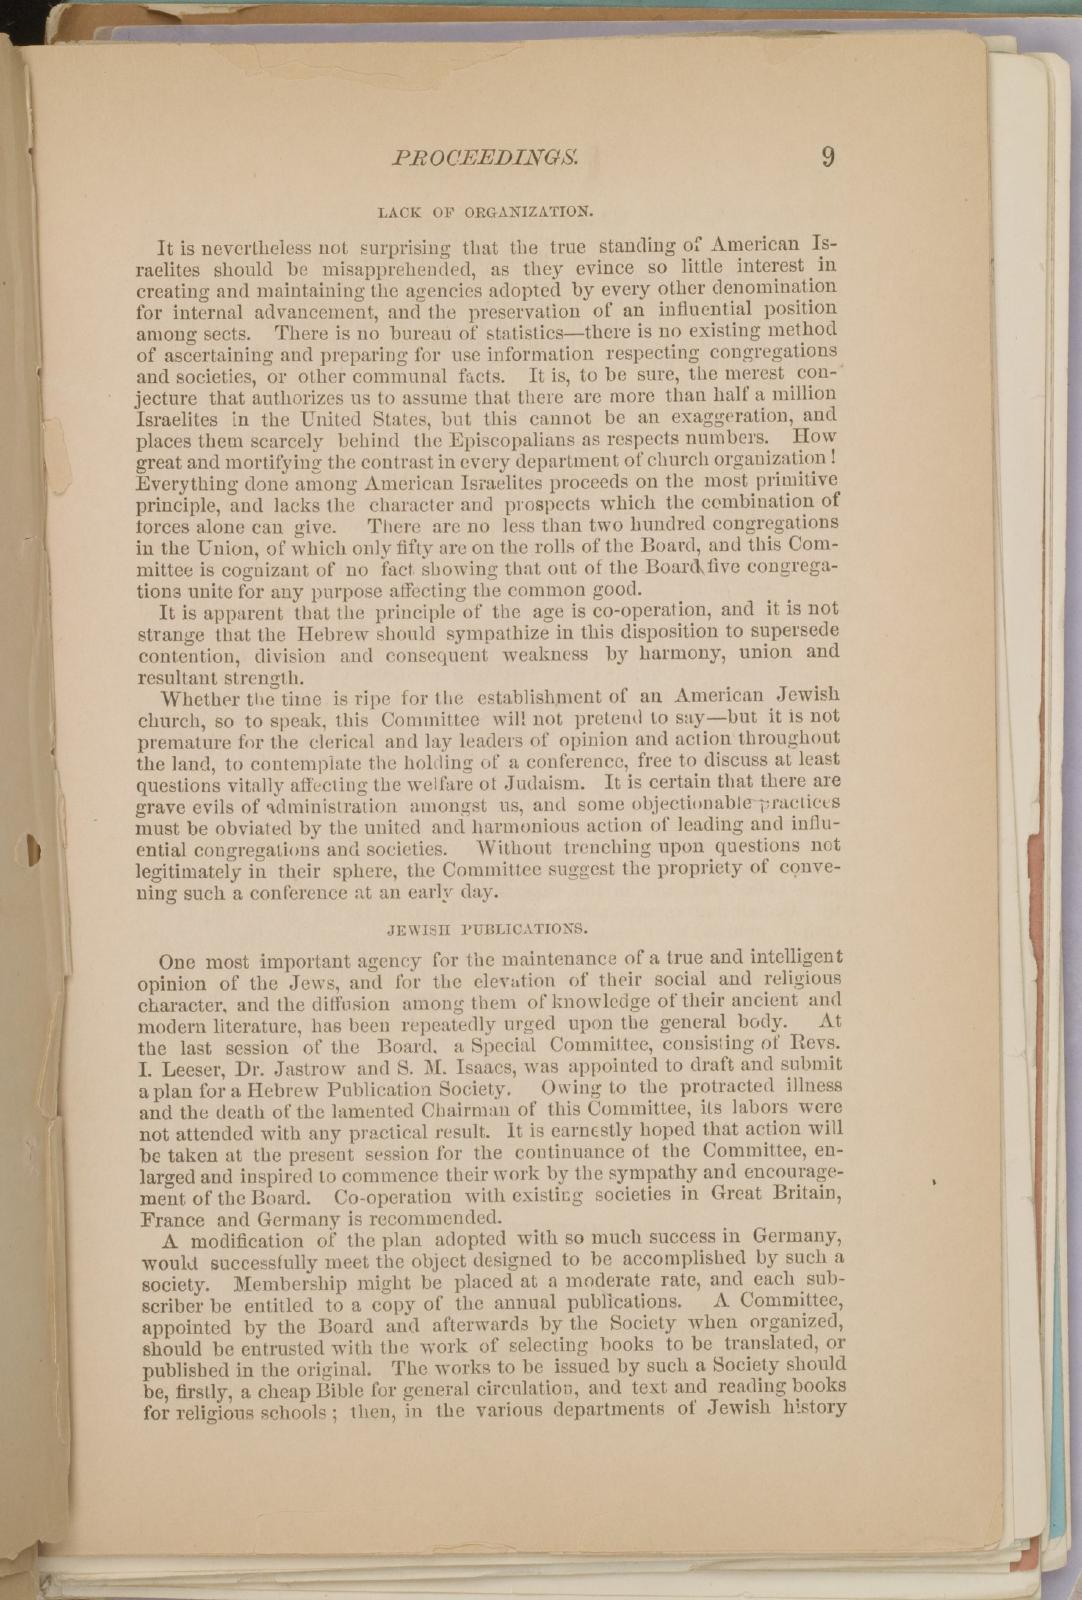 PROCEEDINGS. 9
LACK OF ORGANIZATION.
It is nevertheless not surprising that the true standing of American Is-
raelites should be misapprehended, as they evince so little interest in
creating and maintaining the agencies adopted by every other denomination
for internal advancement, and the preservation of an influential position
among sects. There is no bureau of statistics—there is no existing method
of ascertaining and preparing for use information respecting congregations
and societies, or other communal facts. It is, to be sure, the merest con-
jecture that authorizes us to assume that there are more than half a million
Israelites in the United States, but this cannot be an exaggeration, and
places them scarcely behind the Episcopalians as respects numbers. How
great and mortifying the contrast in every department of church organization!
Everything done among American Israelites proceeds on the most primitive
principle, and lacks the character and prospects which the combination of
forces alone can give. There are no less than two hundred congregations
in the Union, of which only fifty are on the rolls of the Board, and this Com-
mittee is cognizant of no fact showing that out of the Board five congrega-
tions unite for any purpose affecting the common good.
It is apparent that the principle of the age is co-operation, and it is not
strange that the Hebrew should sympathize in this disposition to supersede
contention, division and consequent weakness by harmony, union and
resultant strength.
Whether the time is ripe for the establishment of an American Jewish
church, so to speak, this Committee will not pretend to say—but it is not
premature for the clerical and lay leaders of opinion and action throughout
the land, to contemplate the holding of a conference, free to discuss at least
questions vitally affecting the welfare of Judaism. It is certain that there are
grave evils of administration amongst us, and some objectionable practices
must be obviated by the united and harmonious action of leading and influ-
ential congregations and societies. Without trenching upon questions not
legitimately in their sphere, the Committee suggest the propriety of conve-
ning such a conference at an early day.
JEWISH PUBLICATIONS.
One most important agency for the maintenance of a true and intelligent
opinion of the Jews, and for the elevation of their social and religious
character, and the diffusion among them of knowledge of their ancient and
modern literature, has been repeatedly urged upon the general body. At
the last session of the Board, a Special Committee, consisting of Revs.
I. Leeser, Dr. Jastrow and S. M. Isaacs, was appointed to draft and submit
a plan for a Hebrew Publication Society. Owing to the protracted illness
and the death of the lamented Chairman of this Committee, its labors were
not attended with any practical result. It is earnestly hoped that action will
be taken at the present session for the continuance of the Committee, en-
larged and inspired to commence their work by the sympathy and encourage-
ment of the Board. Co-operation with existing societies in Great Britain,
France and Germany is recommended.
A modification of the plan adopted with so much success in Germany,
would successfully meet the object designed to be accomplished by such a
society. Membership might be placed at a moderate rate, and each sub-
scriber be entitled to a copy of the annual publications. A Committee,
appointed by the Board and afterwards by the Society when organized,
should be entrusted with the work of selecting books to be translated, or
published in the original. The works to be issued by such a Society should
be, firstly, a cheap Bible for general circulation, and text and reading books
for religious schools; then, in the various departments of Jewish history